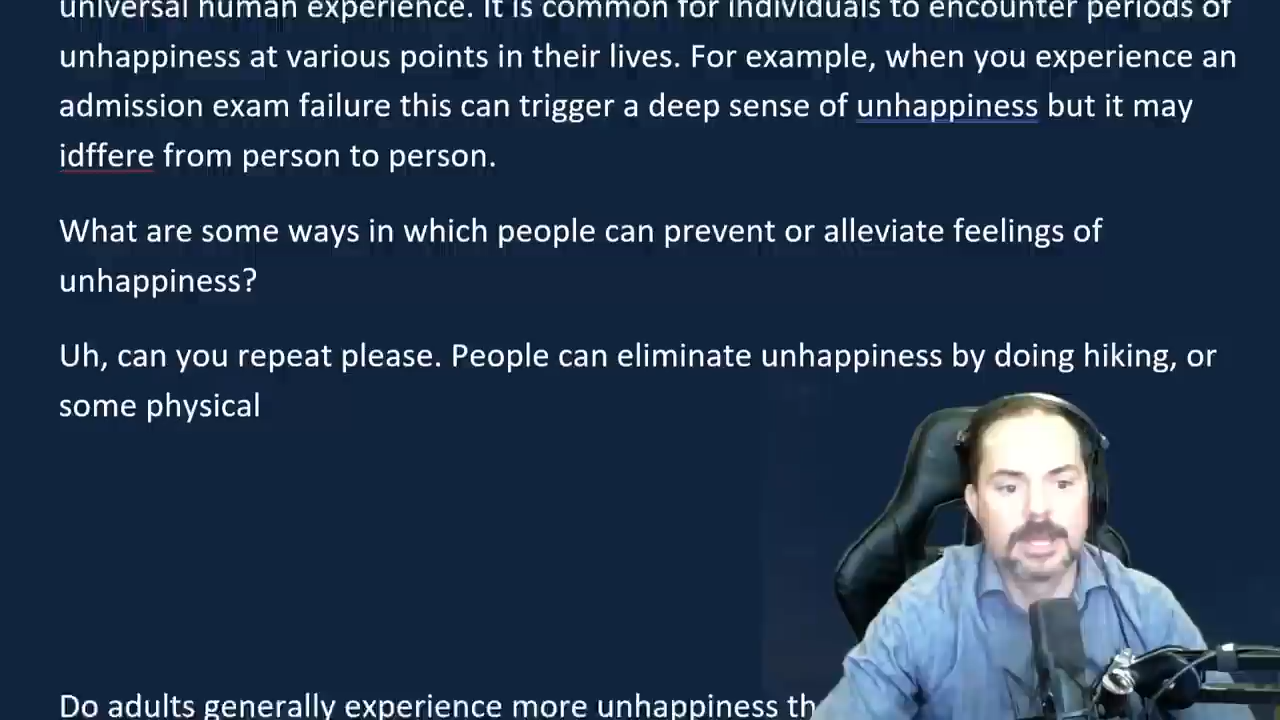 universal human experience. It is common for individuals to encounter periods of
unhappiness at various points in their lives. For example, when you experience an
admission exam failure this can trigger a deep sense of unhappiness but it may
idffere from person to person.
What are some ways in which people can prevent or alleviate feelings of
unhappiness?
Uh, can you repeat please. People can eliminate unhappiness by doing hiking, or
some physical
Do adults generally experience more unhappiness th